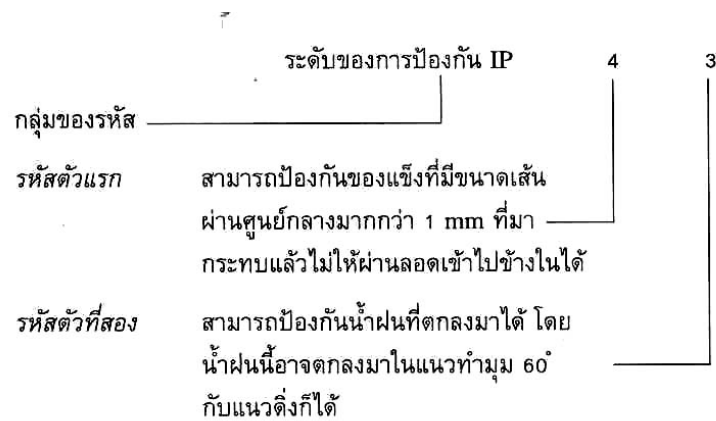 ระดับของการป้องกัน IP 4 3
กลุ่มของรหัส
รหัสตัวแรก สามารถป้องกันของแข็งที่มีขนาดเส้น
ผ่านศูนย์กลางมากกว่า 1 mm ที่มา
กระทบแล้วไม่ให้ผ่านลอดเข้าไปข้างในได้
รหัสตัวที่สอง สามารถป้องกันน้ำฝนที่ตกลงมาได้ โดย
น้ำฝนนี้อาจตกลงมาในแนวทำมุม 60°
กับแนวดิ่งก็ได้